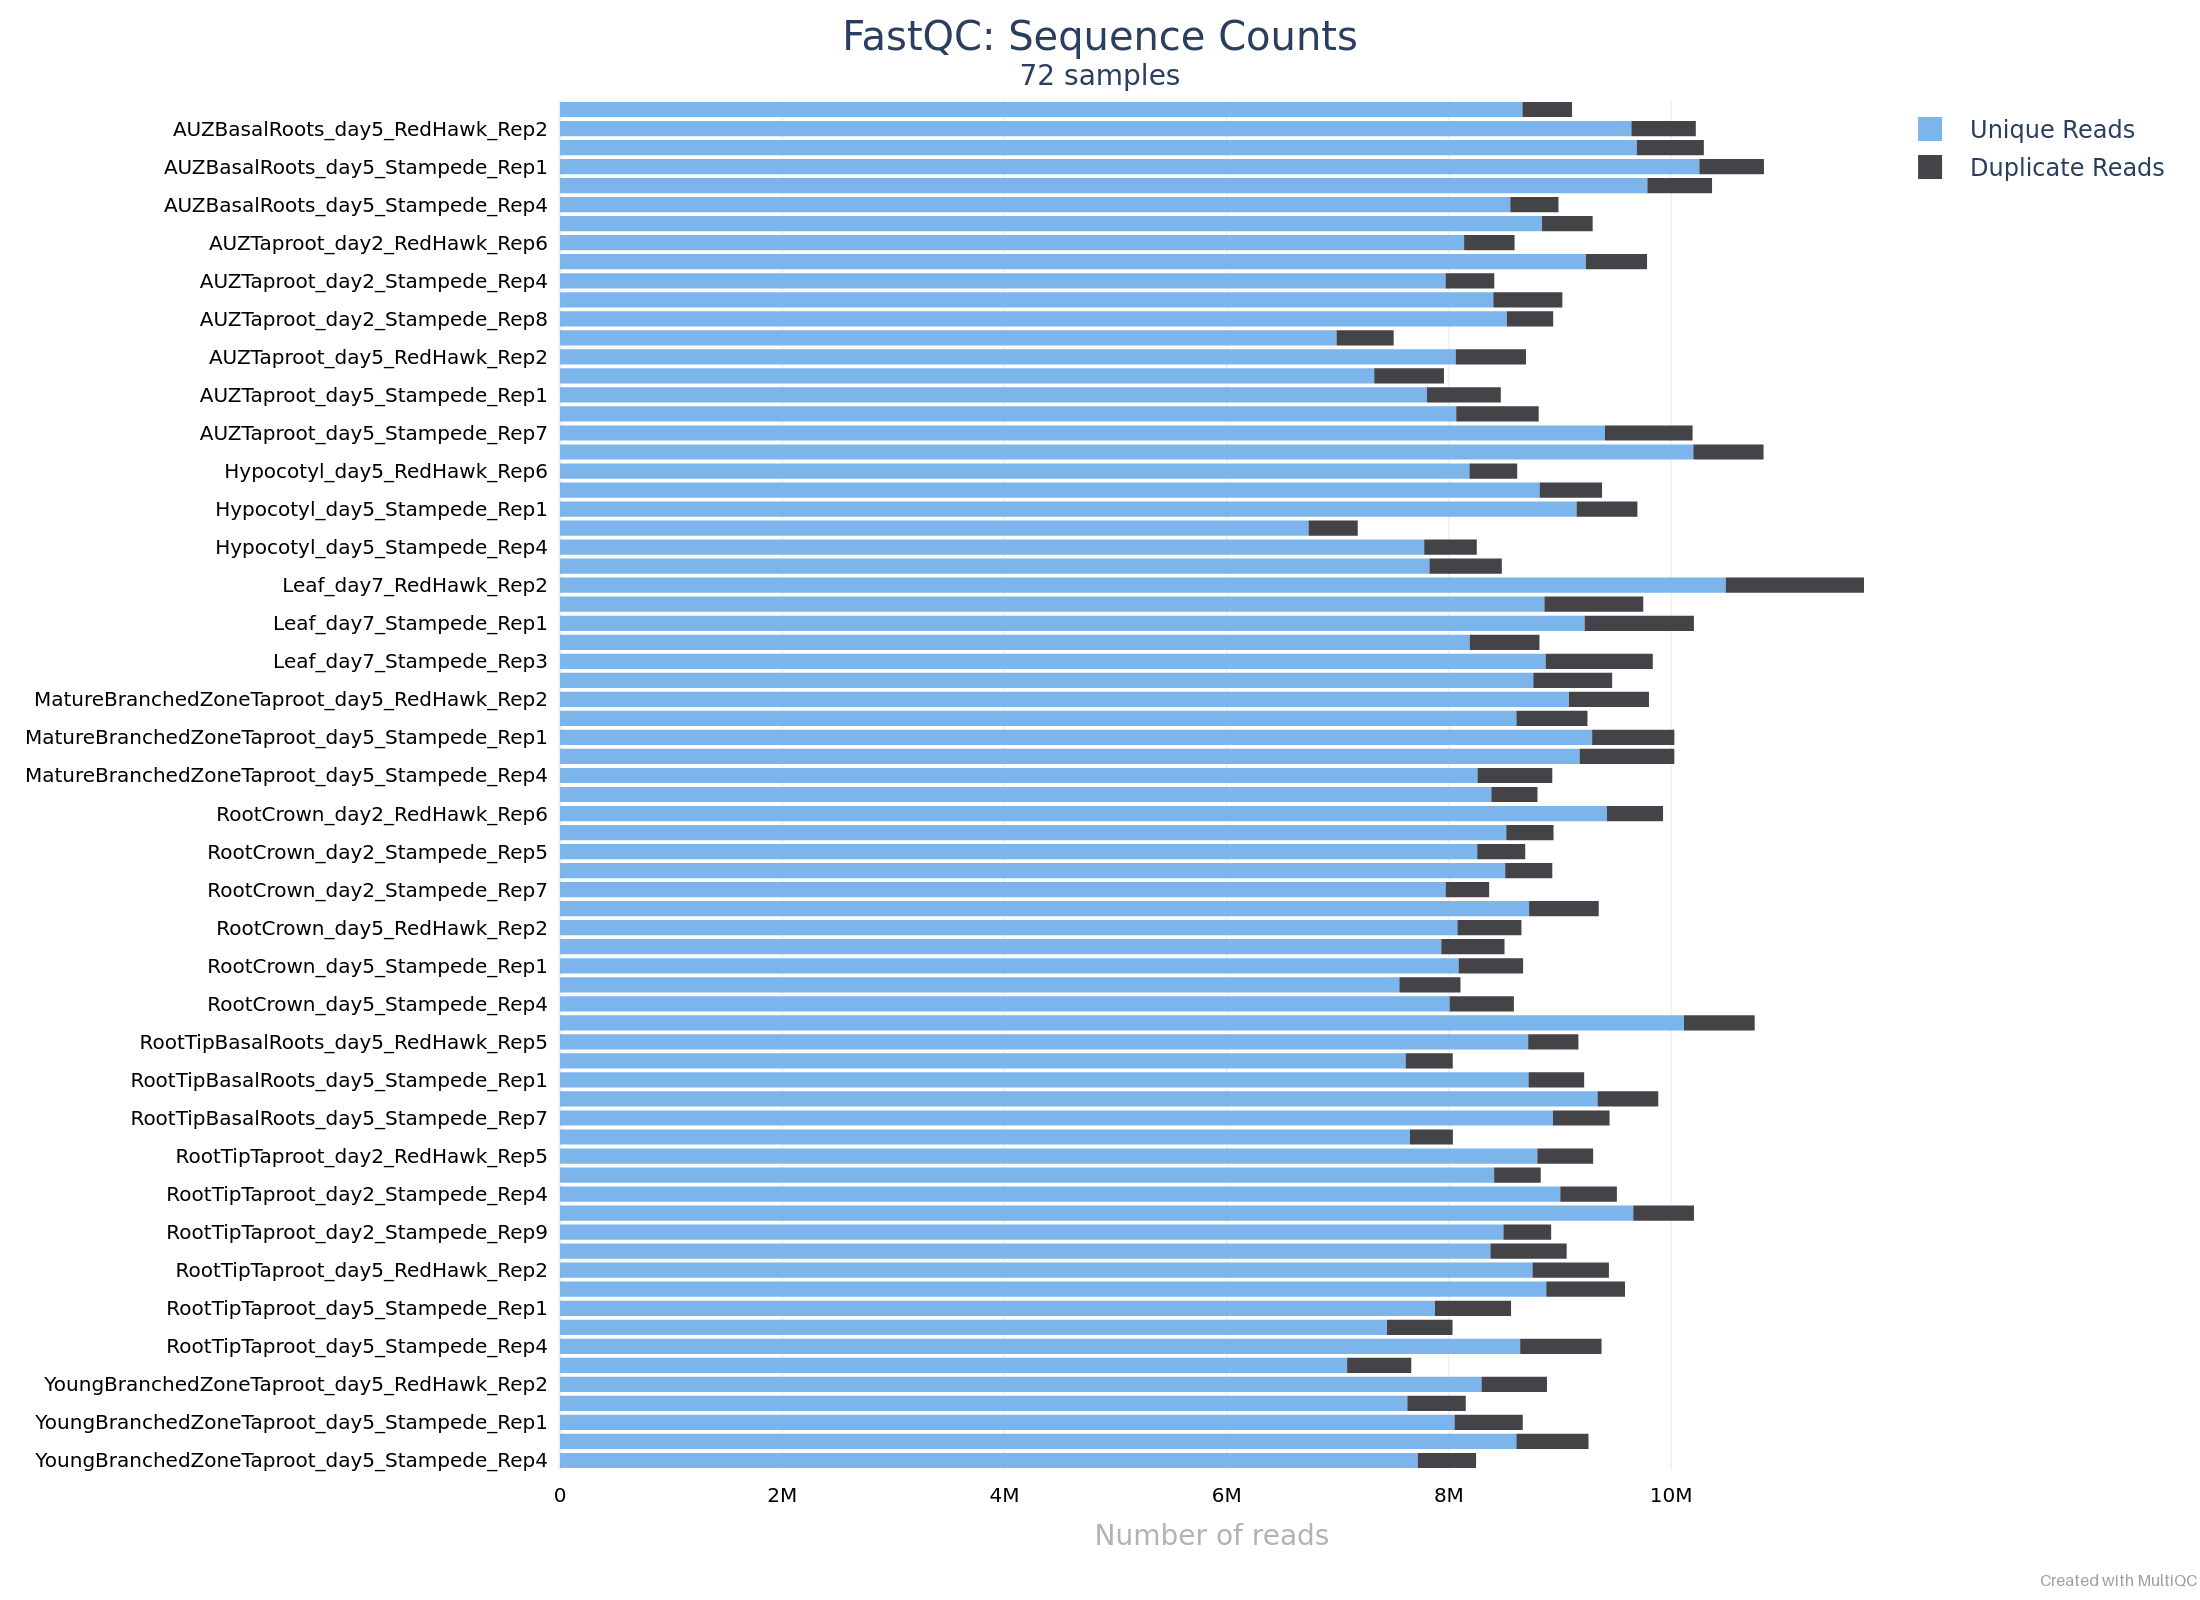 FastQC: Sequence Counts
72 samples
Unique Reads
Duplicate Reads
AUZBasalRoots_day5_RedHawk_Rep2
AUZBasalRoots_day5_Stampede_Rep1
AUZBasalRoots_day5_Stampede_Rep4
AUZTaproot_day2_RedHawk_Rep6
AUZTaproot_day2_Stampede_Rep4
AUZTaproot_day2_Stampede_Rep8
AUZTaproot_day5_RedHawk_Rep2
AUZTaproot_day5_Stampede_Rep1
AUZTaproot_day5_Stampede_Rep7
Hypocotyl_day5_RedHawk_Rep6
Hypocotyl_day5_Stampede_Rep1
Hypocotyl_day5_Stampede_Rep4
Leaf_day7_RedHawk_Rep2
Leaf_day7_Stampede_Rep1
Leaf_day7_Stampede_Rep3
MatureBranchedZoneTaproot_day5_RedHawk_Rep2
MatureBranchedZoneTaproot_day5_Stampede_Rep1
MatureBranchedZoneTaproot_day5_Stampede_Rep4
RootCrown_day2_RedHawk_Rep6
RootCrown_day2_Stampede_Rep5
RootCrown_day2_Stampede_Rep7
RootCrown_day5_RedHawk_Rep2
RootCrown_day5_Stampede_Rep1
RootCrown_day5_Stampede_Rep4
RootTipBasalRoots_day5_RedHawk_Rep5
RootTipBasalRoots_day5_Stampede_Rep1
RootTipBasalRoots_day5_Stampede_Rep7
RootTipTaproot_day2_RedHawk_Rep5
RootTipTaproot_day2_Stampede_Rep4
RootTipTaproot_day2_Stampede_Rep9
RootTipTaproot_day5_RedHawk_Rep2
RootTipTaproot_day5_Stampede_Rep1
RootTipTaproot_day5_Stampede_Rep4
YoungBranchedZoneTaproot_day5_RedHawk_Rep2
YoungBranchedZoneTaproot_day5_Stampede_Rep1
YoungBranchedZoneTaproot_day5_Stampede_Rep4
0 2M 4M 6M 8M 10M
Number of reads
Created with MultiQC